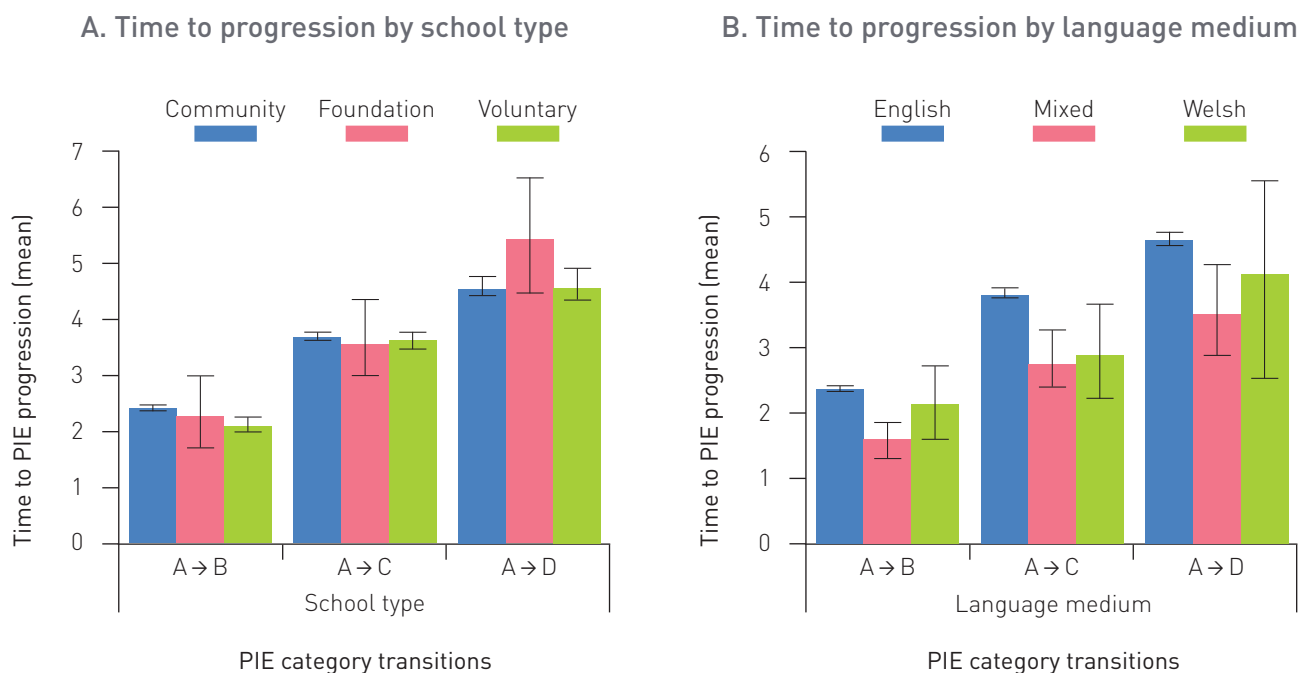 A. Time to progression by school type
Community Foundation Voluntary
7
6
5
4
3
2
1
0
Time to PIE progression (mean)
A → B A → C A → D
School type
PIE category transitions
B. Time to progression by language medium
English Mixed Welsh
6
5
4
3
2
1
0
Time to PIE progression (mean)
A → B A → C A → D
Language medium
PIE category transitions